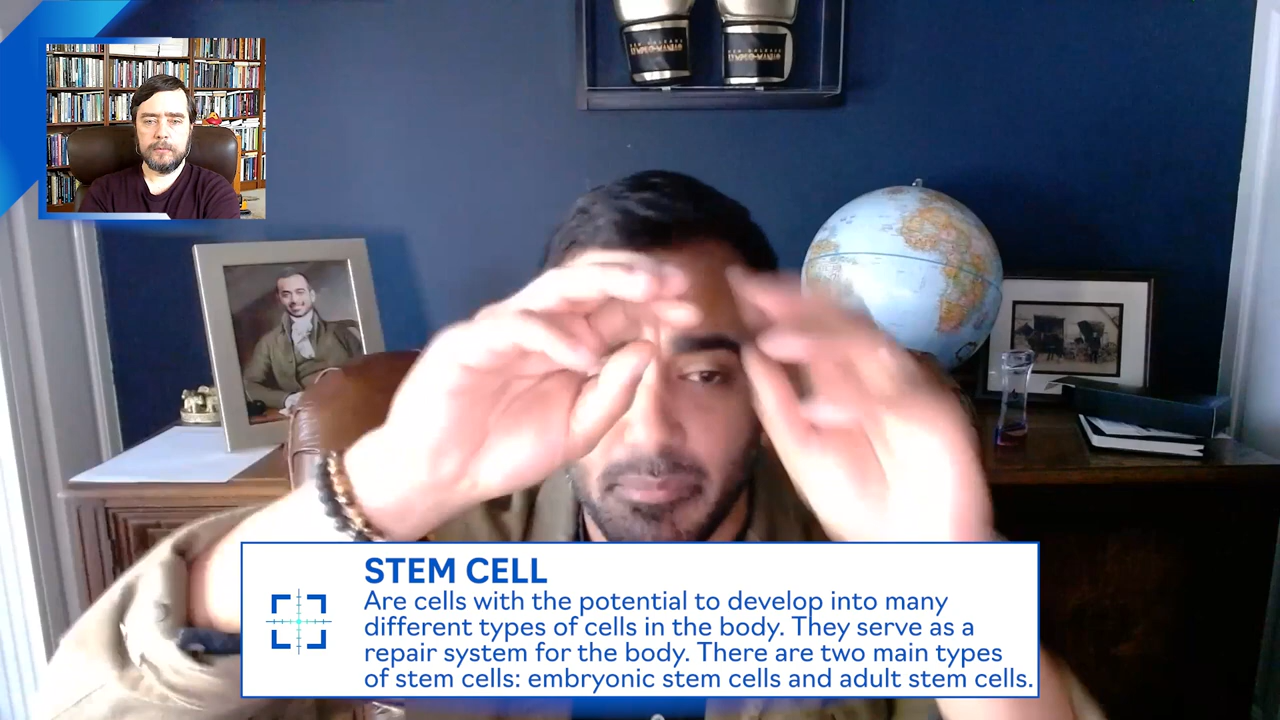 STEM CELL
Are cells with the potential to develop into many
different types of cells in the body. They serve as a
repair system for the body. There are two main types
of stem cells: embryonic stem cells and adult stem cells.